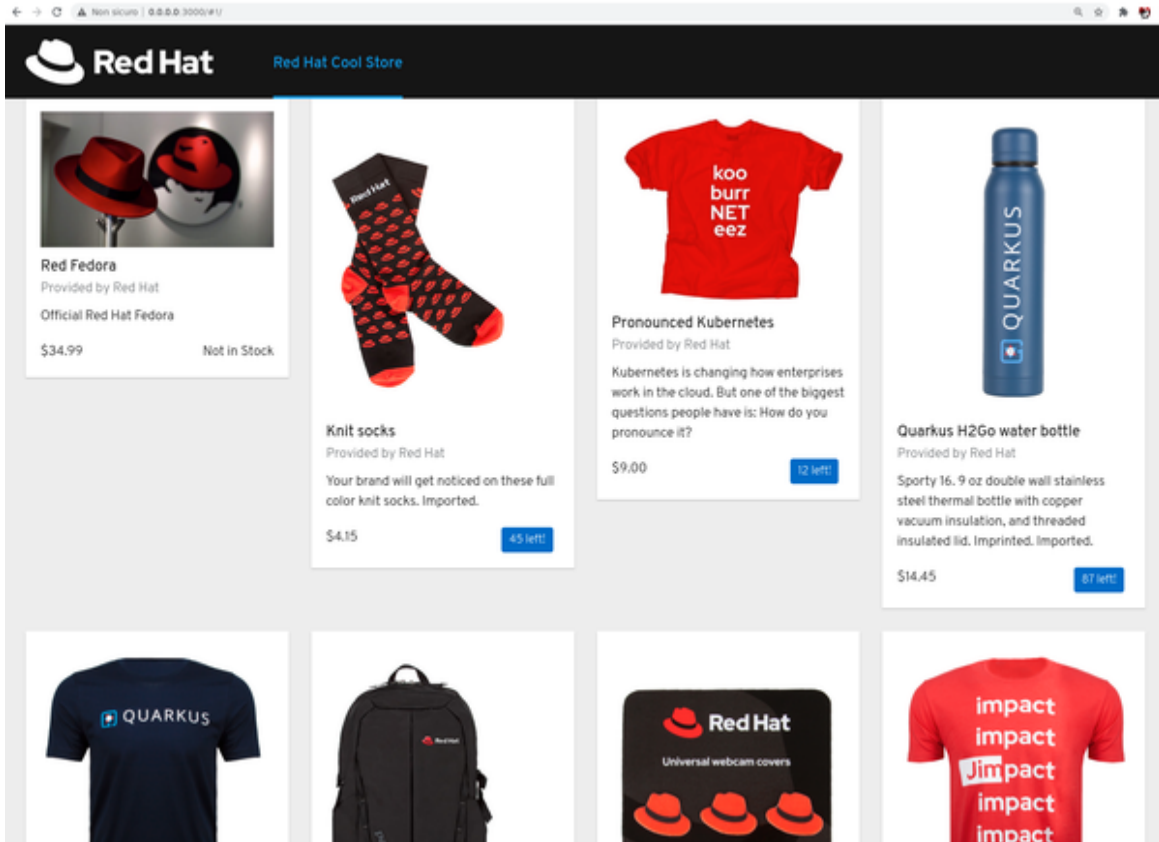 Non sicuro | 0.0.0.0:3000/#!/
Red Hat
Red Hat Cool Store
Red Fedora
Provided by Red Hat
Official Red Hat Fedora
$34.99
Not in Stock
Red Hat
Knit socks
Provided by Red Hat
Your brand will get noticed on these full
color knit socks. Imported.
$4.15
45 left!
koo
burr
NET
eez
Pronounced Kubernetes
Provided by Red Hat
Kubernetes is changing how enterprises
work in the cloud. But one of the biggest
questions people have is: How do you
pronounce it?
$9.00
12 left!
QUARKUS
Quarkus H2Go water bottle
Provided by Red Hat
Sporty 16. 9 oz double wall stainless
steel thermal bottle with copper
vacuum insulation, and threaded
insulated lid. Imprinted. Imported.
$14.45
87 left!
QUARKUS
Red Hat
Red Hat
Universal webcam covers
impact
impact
Jimpact
impact
impact